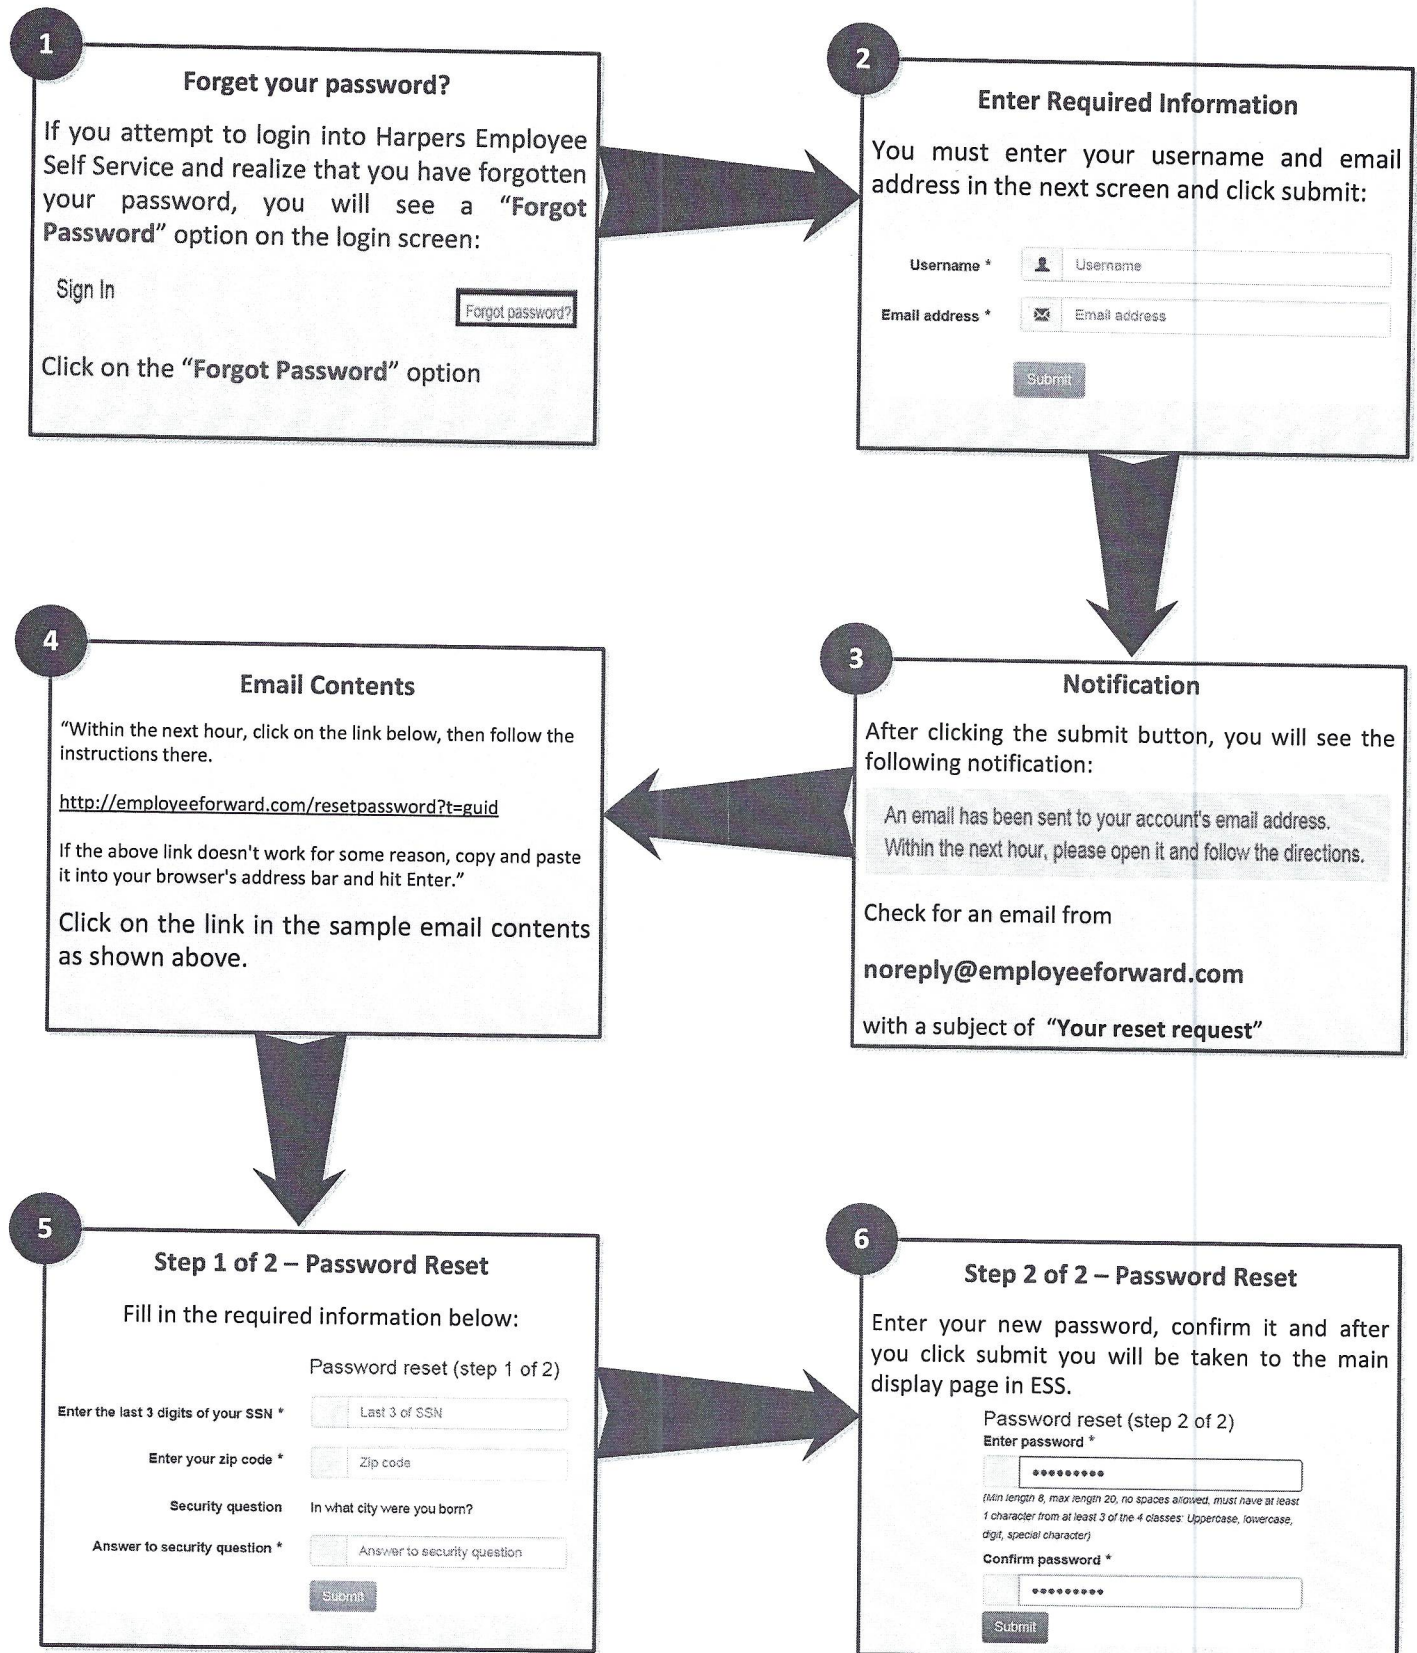 1
Forget your password?
If you attempt to login into Harpers Employee
Self Service and realize that you have forgotten
your password, you will see a "Forgot
Password" option on the login screen:
Sign In
Forgot password?
Click on the "Forgot Password" option
2
Enter Required Information
You must enter your username and email
address in the next screen and click submit:
Username * Username
Email address * Email address
Submit
3
Notification
After clicking the submit button, you will see the
following notification:
An email has been sent to your account's email address.
Within the next hour, please open it and follow the directions.
Check for an email from
noreply@employeeforward.com
with a subject of "Your reset request"
4
Email Contents
"Within the next hour, click on the link below, then follow the
instructions there.
http://employeeforward.com/resetpassword?t=guid
If the above link doesn't work for some reason, copy and paste
it into your browser's address bar and hit Enter."
Click on the link in the sample email contents
as shown above.
5
Step 1 of 2 – Password Reset
Fill in the required information below:
Password reset (step 1 of 2)
Enter the last 3 digits of your SSN * Last 3 of SSN
Enter your zip code * Zip code
Security question In what city were you born?
Answer to security question * Answer to security question
Submit
6
Step 2 of 2 – Password Reset
Enter your new password, confirm it and after
you click submit you will be taken to the main
display page in ESS.
Password reset (step 2 of 2)
Enter password *
•••••••••
(Min length 8, max length 20, no spaces allowed, must have at least
1 character from at least 3 of the 4 classes: Uppercase, lowercase,
digit, special character)
Confirm password *
•••••••••
Submit